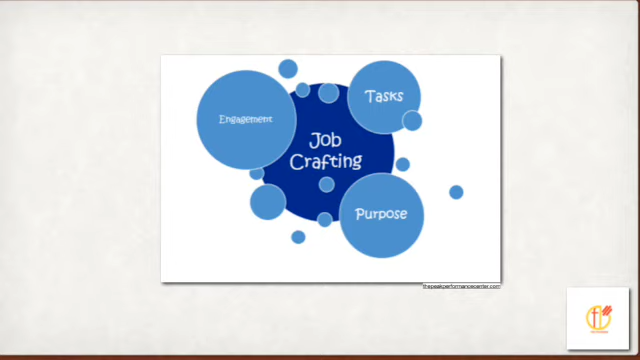 Engagement
Tasks
Job
Crafting
Purpose
thepeakperformancecenter.com